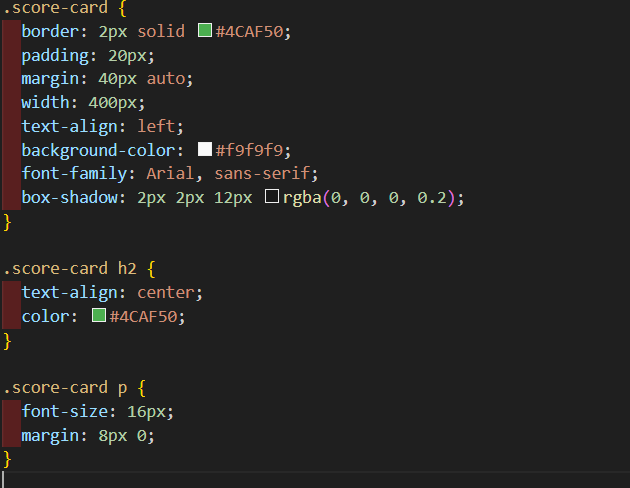 .score-card {
border: 2px solid #4CAF50;
padding: 20px;
margin: 40px auto;
width: 400px;
text-align: left;
background-color: #f9f9f9;
font-family: Arial, sans-serif;
box-shadow: 2px 2px 12px rgba(0, 0, 0, 0.2);
}
.score-card h2 {
text-align: center;
color: #4CAF50;
}
.score-card p {
font-size: 16px;
margin: 8px 0;
}